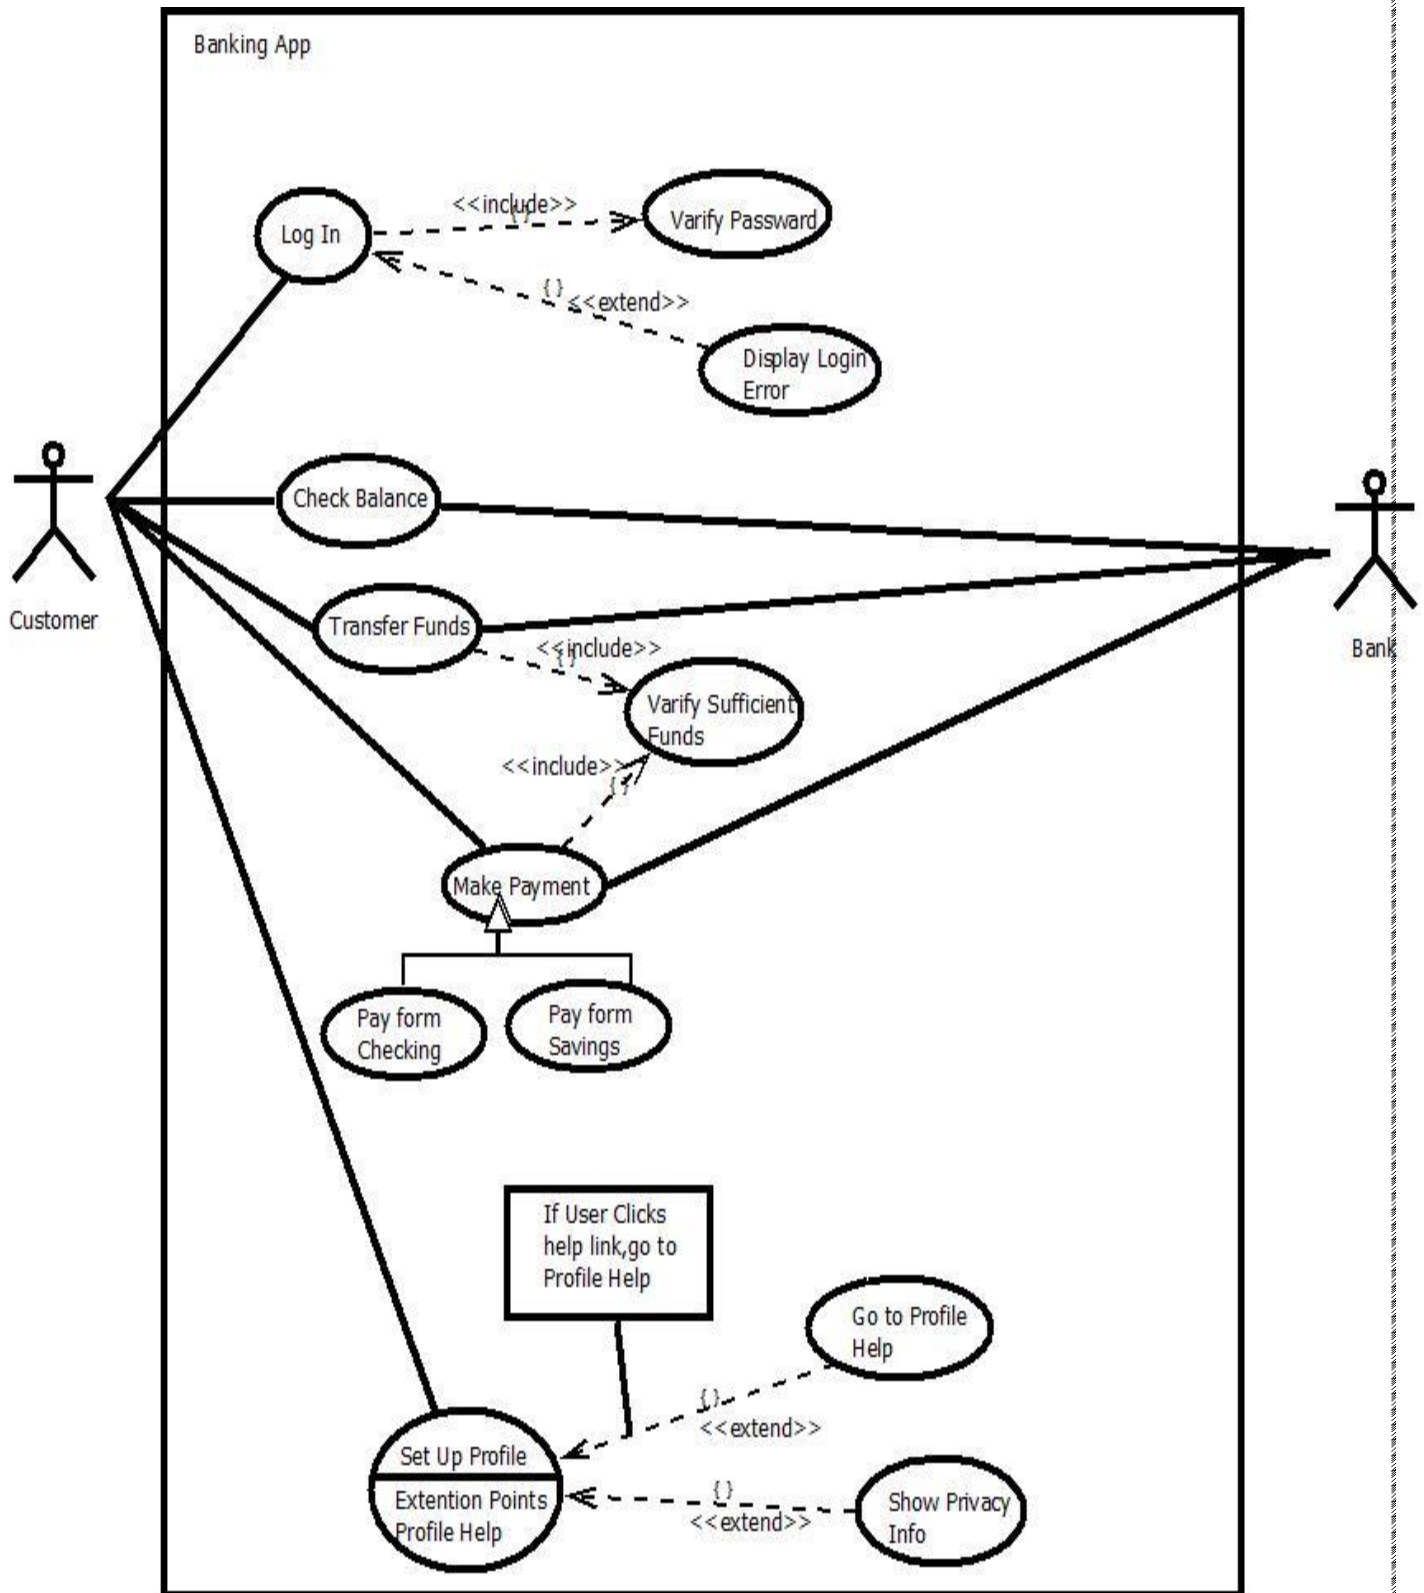 Banking App
<<include>>
{ }
Log In
Varify Passward
{ }
<<extend>>
Display Login
Error
Check Balance
Customer
Transfer Funds
<<include>>
{ }
Bank
Varify Sufficient
Funds
<<include>>
{ }
Make Payment
Pay form
Checking
Pay form
Savings
If User Clicks
help link,go to
Profile Help
Go to Profile
Help
{ }
<<extend>>
Set Up Profile
Extention Points
Profile Help
{ }
<<extend>>
Show Privacy
Info